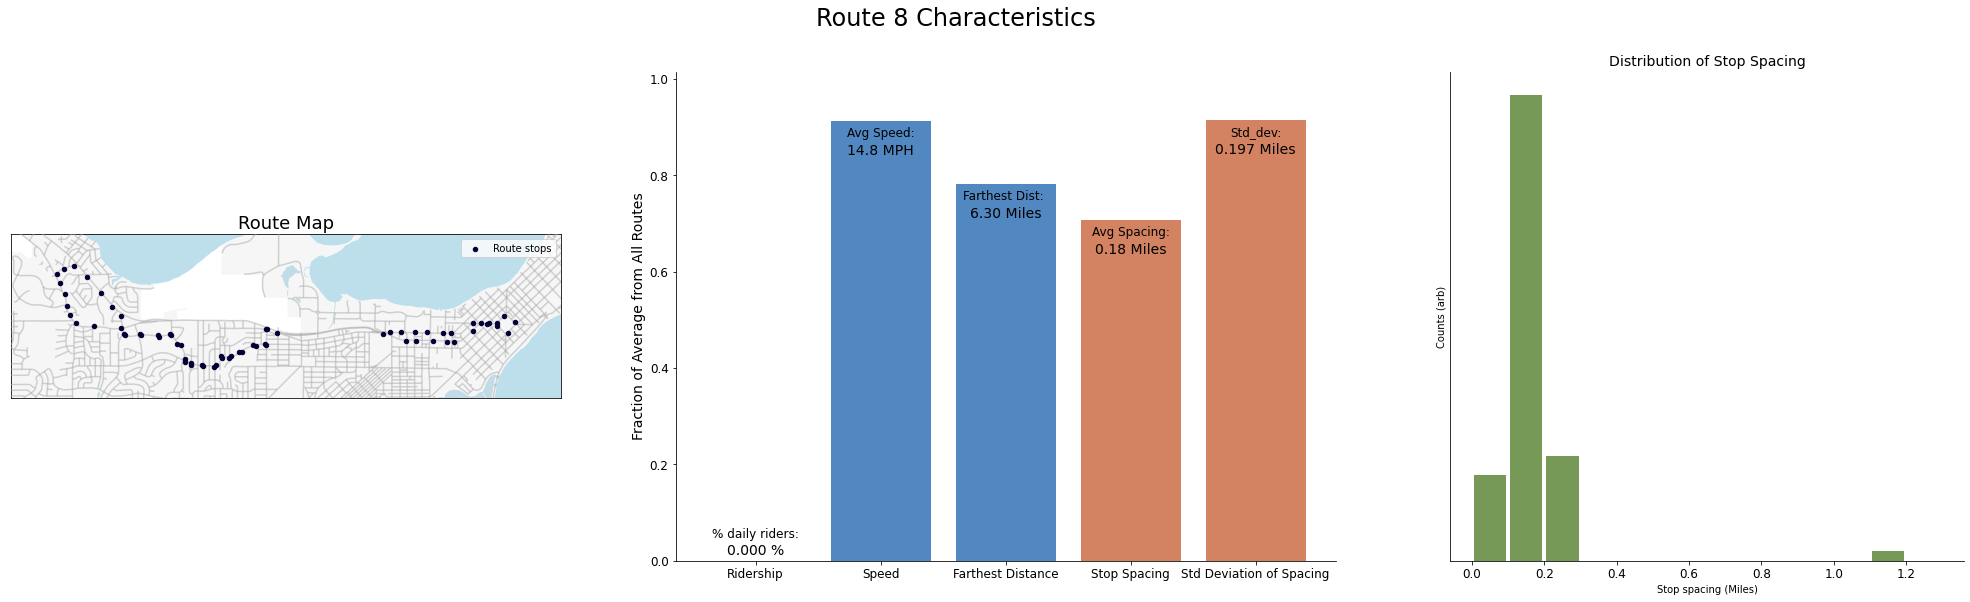 Route 8 Characteristics
Route Map
Route stops
Fraction of Average from All Routes
1.0
0.8
0.6
0.4
0.2
0.0
% daily riders:
0.000 %
Avg Speed:
14.8 MPH
Farthest Dist:
6.30 Miles
Avg Spacing:
0.18 Miles
Std_dev:
0.197 Miles
Ridership
Speed
Farthest Distance
Stop Spacing
Std Deviation of Spacing
Distribution of Stop Spacing
Counts (arb)
0.0
0.2
0.4
0.6
0.8
1.0
1.2
Stop spacing (Miles)